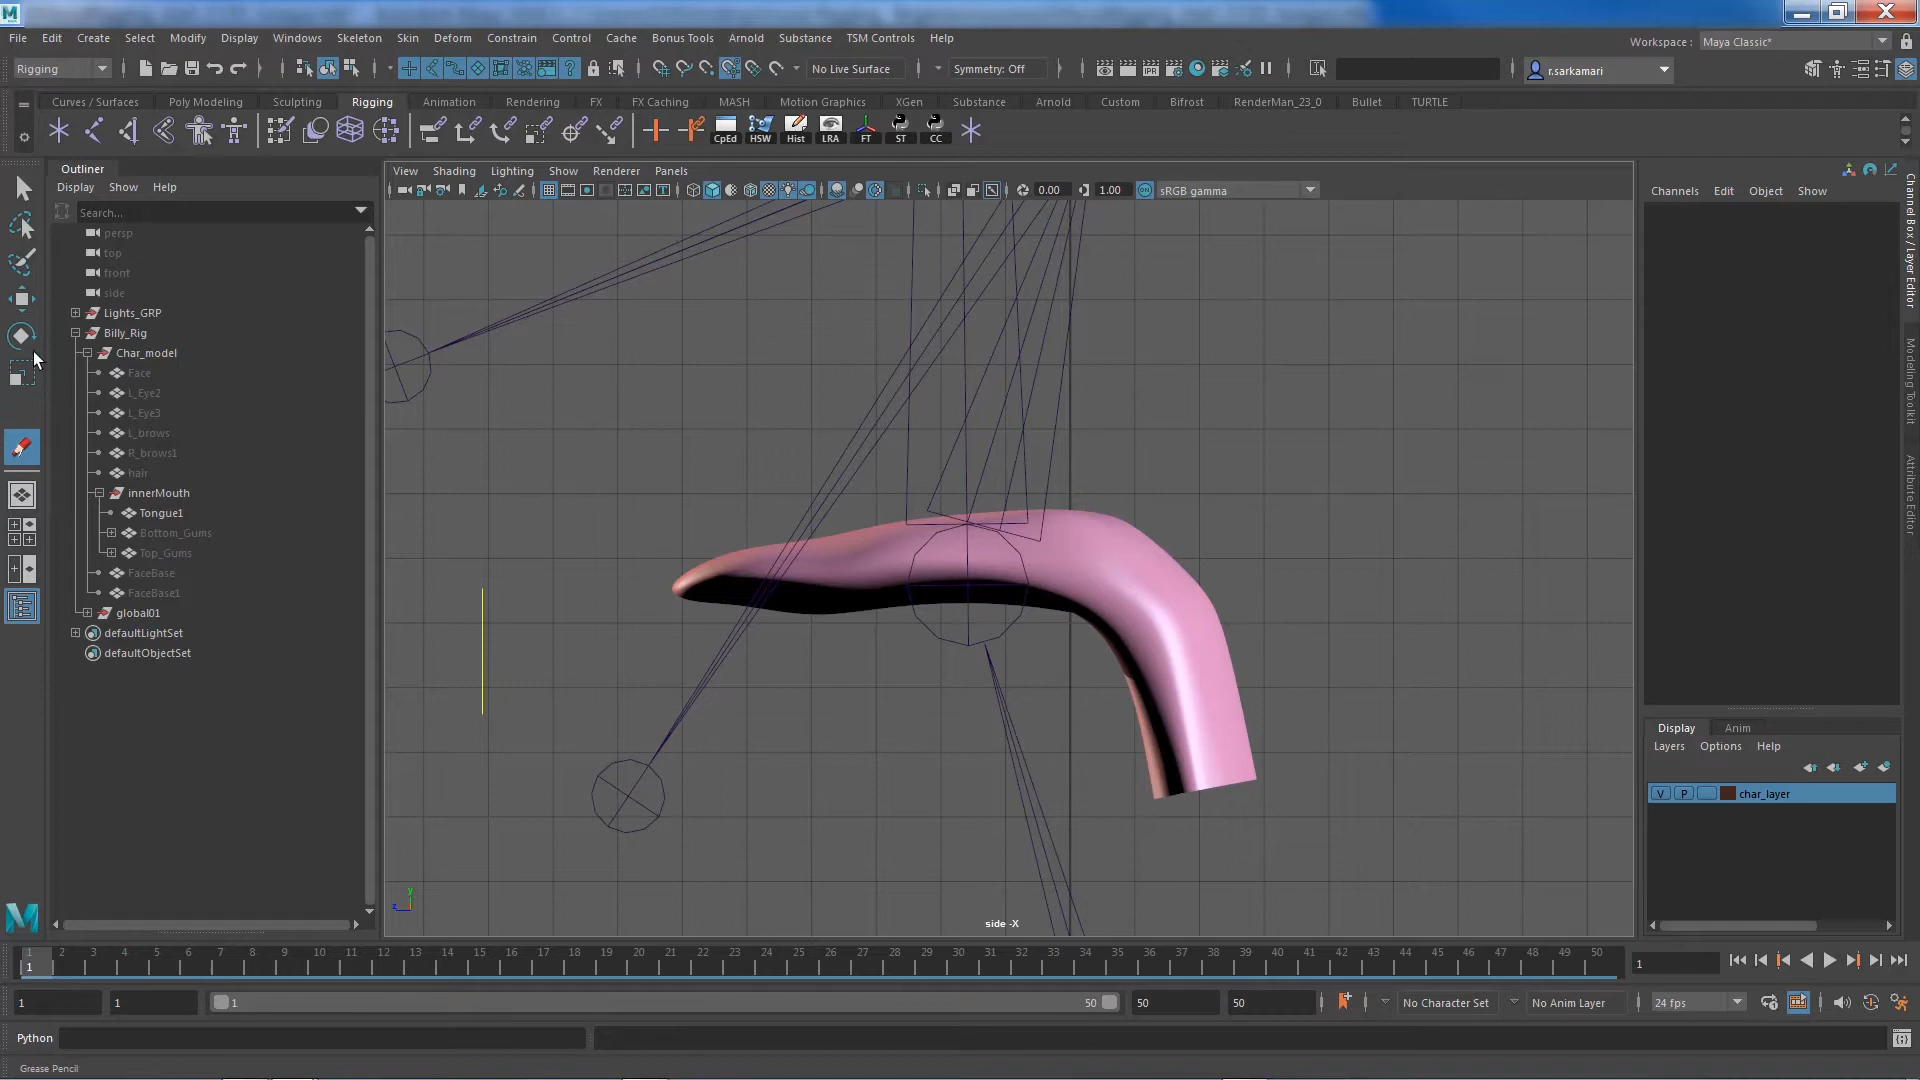 File Edit Create Select Modify Display Windows Skeleton Skin Deform Constrain Control Cache Bonus Tools Arnold Substance TSM Controls Help
Workspace : Maya Classic*
Rigging No Live Surface Symmetry: Off r.sarkamari
Curves / Surfaces Poly Modeling Sculpting Rigging Animation Rendering FX FX Caching MASH Motion Graphics XGen Substance Arnold Custom Bifrost RenderMan_23_0 Bullet TURTLE
CpEd HSW Hist LRA FT ST CC
Outliner
Display Show Help
Search...
persp
top
front
side
Lights_GRP
Billy_Rig
Char_model
Face
L_Eye2
L_Eye3
L_brows
R_brows1
hair
innerMouth
Tongue1
Bottom_Gums
Top_Gums
FaceBase
FaceBase1
global01
defaultLightSet
defaultObjectSet
View Shading Lighting Show Renderer Panels
0.00 1.00 sRGB gamma
y
z
side -X
Channels Edit Object Show
Channel Box / Layer Editor
Modeling Toolkit
Attribute Editor
Display Anim
Layers Options Help
V P char_layer
1 2 3 4 5 6 7 8 9 10 11 12 13 14 15 16 17 18 19 20 21 22 23 24 25 26 27 28 29 30 31 32 33 34 35 36 37 38 39 40 41 42 43 44 45 46 47 48 49 50
1 1
1 1 1 50 50 50 No Character Set No Anim Layer 24 fps
Python
Grease Pencil